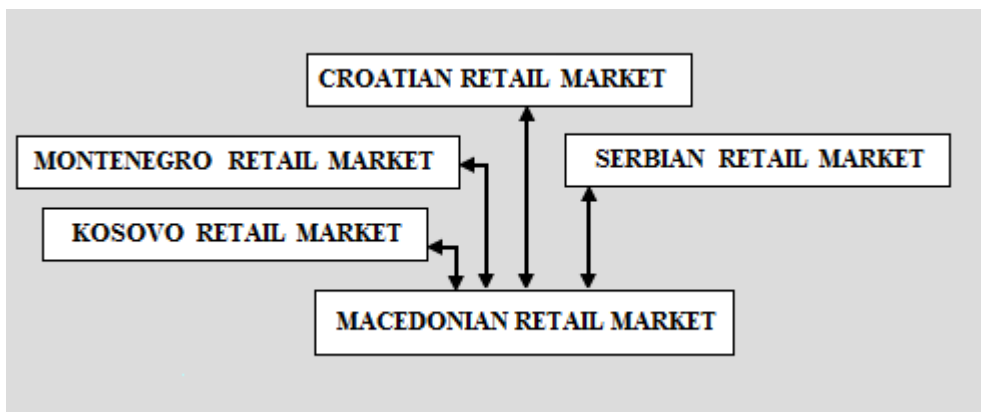 CROATIAN RETAIL MARKET
MONTENEGRO RETAIL MARKET
SERBIAN RETAIL MARKET
KOSOVO RETAIL MARKET
MACEDONIAN RETAIL MARKET